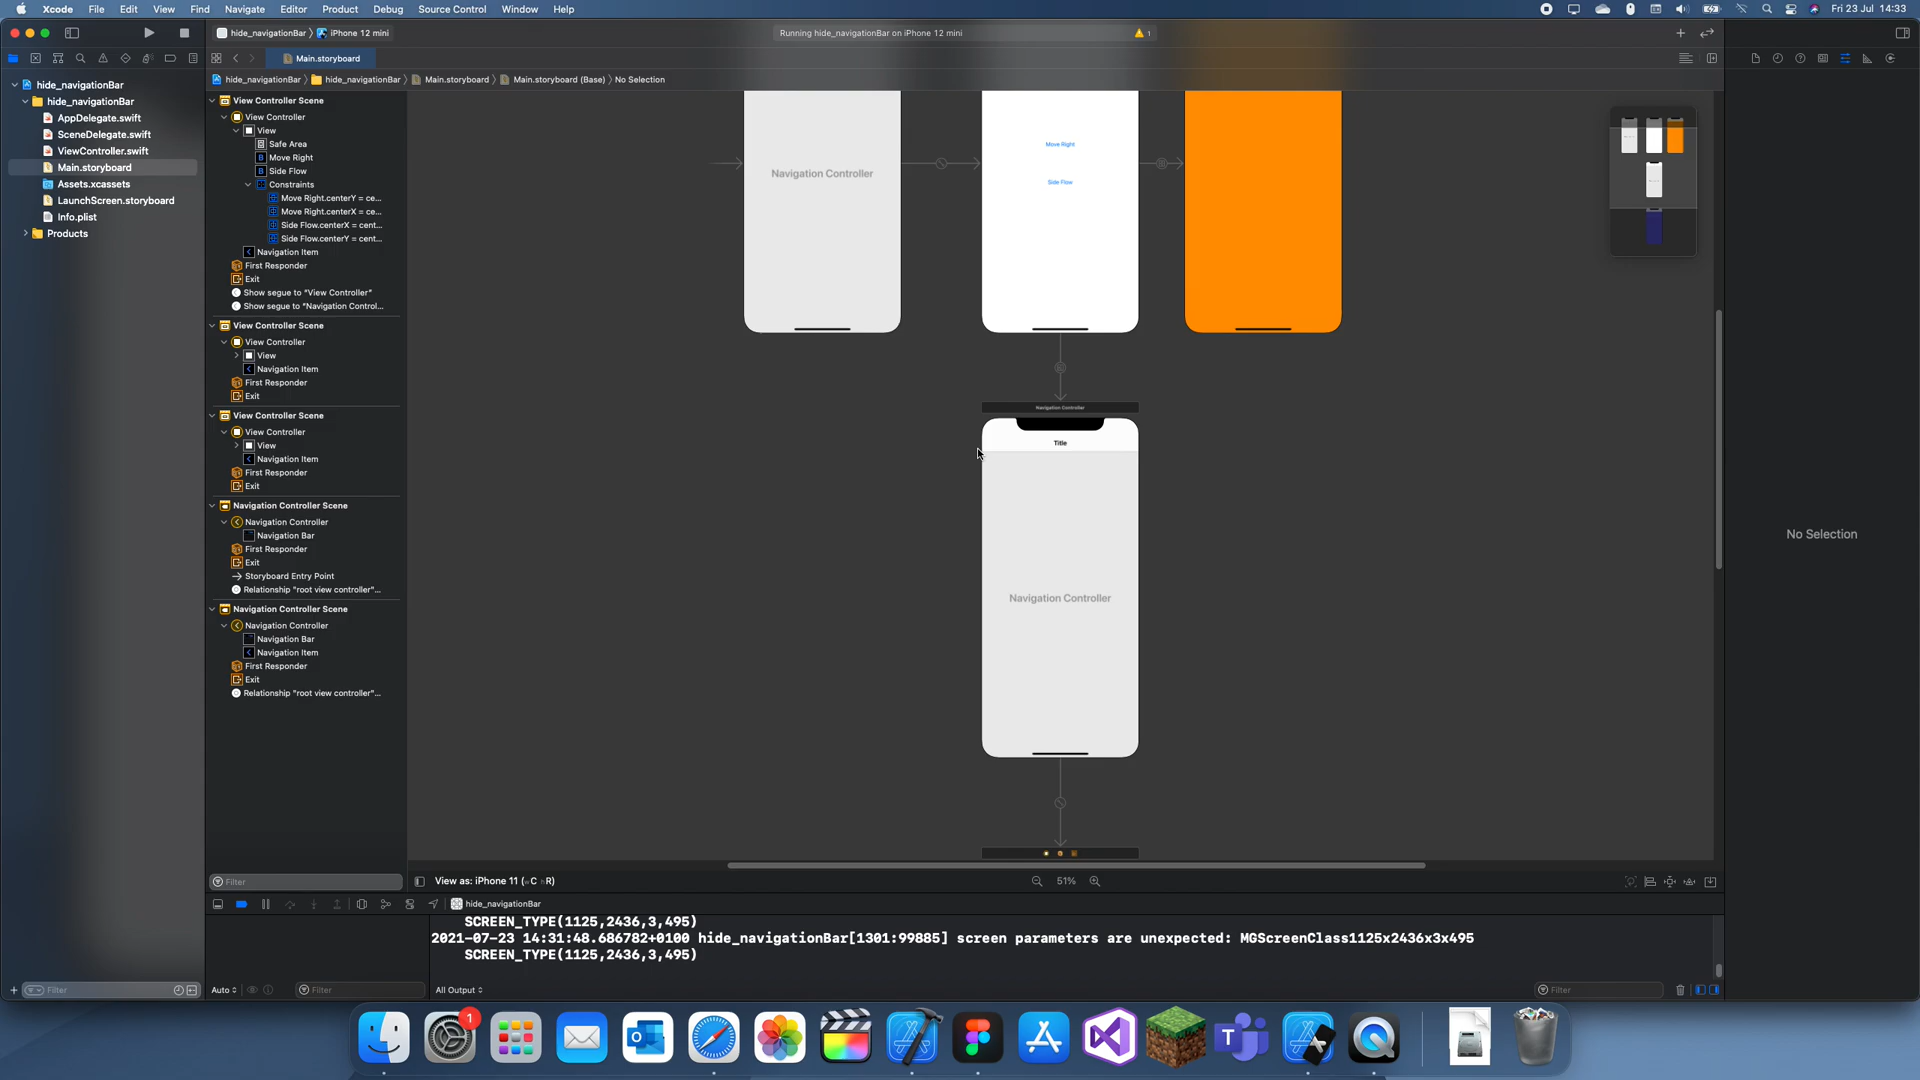 Xcode File Edit View Find Navigate Editor Product Debug Source Control Window Help Fri 23 Jul 14:33
hide_navigationBar iPhone 12 mini Running hide_navigationBar on iPhone 12 mini 1
Main.storyboard
hide_navigationBar hide_navigationBar Main.storyboard Main.storyboard (Base) No Selection
hide_navigationBar
hide_navigationBar
AppDelegate.swift
SceneDelegate.swift
ViewController.swift
Main.storyboard
Assets.xcassets
LaunchScreen.storyboard
Info.plist
Products
View Controller Scene
View Controller
View
Safe Area
Move Right
Side Flow
Constraints
Move Right.centerY = ce...
Move Right.centerX = ce...
Side Flow.centerX = cent...
Side Flow.centerY = cent...
Navigation Item
First Responder
Exit
Show segue to "View Controller"
Show segue to "Navigation Control...
View Controller Scene
View Controller
View
Navigation Item
First Responder
Exit
View Controller Scene
View Controller
View
Navigation Item
First Responder
Exit
Navigation Controller Scene
Navigation Controller
Navigation Bar
First Responder
Exit
Storyboard Entry Point
Relationship "root view controller"...
Navigation Controller Scene
Navigation Controller
Navigation Bar
Navigation Item
First Responder
Exit
Relationship "root view controller"...
Navigation Controller
Move Right
Side Flow
Navigation Controller
Title
Navigation Controller
No Selection
Filter
View as: iPhone 11 (wC hR) 51%
hide_navigationBar
SCREEN_TYPE(1125,2436,3,495)
2021-07-23 14:31:48.686782+0100 hide_navigationBar[1301:99885] screen parameters are unexpected: MGScreenClass1125x2436x3x495
SCREEN_TYPE(1125,2436,3,495)
Filter Auto Filter All Output Filter
1